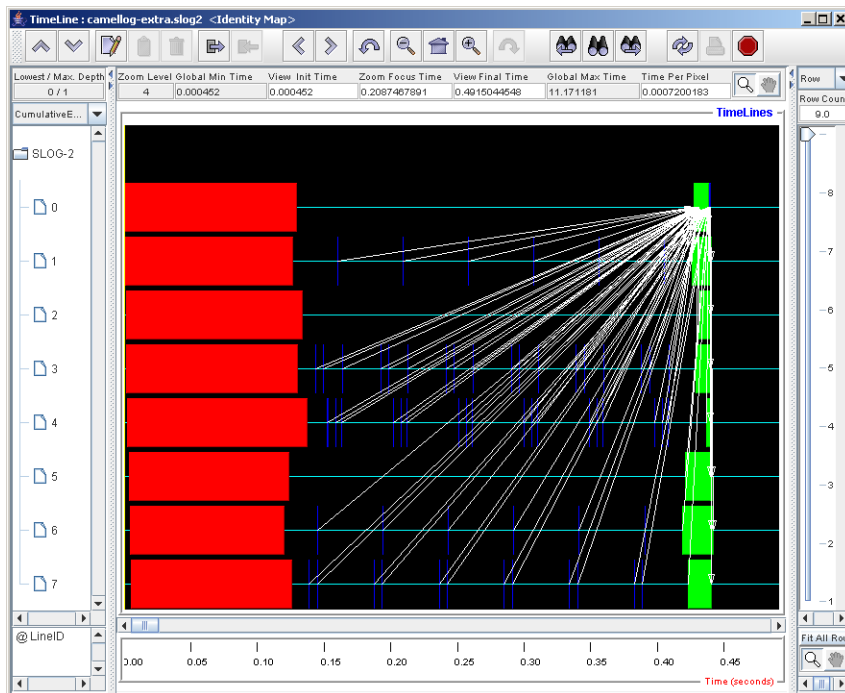 TimeLine : camellog-extra.slog2 <Identity Map>
Lowest / Max. Depth
0 / 1
Zoom Level Global Min Time View Init Time Zoom Focus Time View Final Time Global Max Time Time Per Pixel
4 0.000452 0.000452 0.2087467891 0.4915044548 11.171181 0.0007200183
Row
CumulativeE...
Row Coun
9.0
TimeLines
SLOG-2
0
1
2
3
4
5
6
7
8
7
6
5
4
3
2
1
@ LineID
Fit All Row
0.00 0.05 0.10 0.15 0.20 0.25 0.30 0.35 0.40 0.45
Time (seconds)